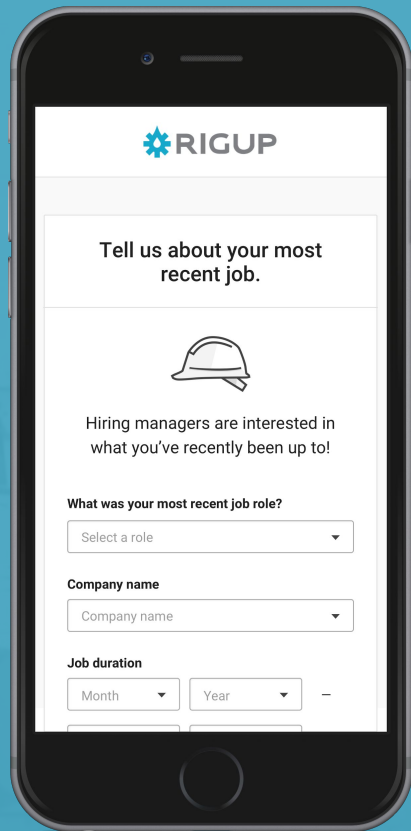 RIGUP
Tell us about your most
recent job.
Hiring managers are interested in
what you’ve recently been up to!
What was your most recent job role?
Select a role
Company name
Company name
Job duration
Month Year –